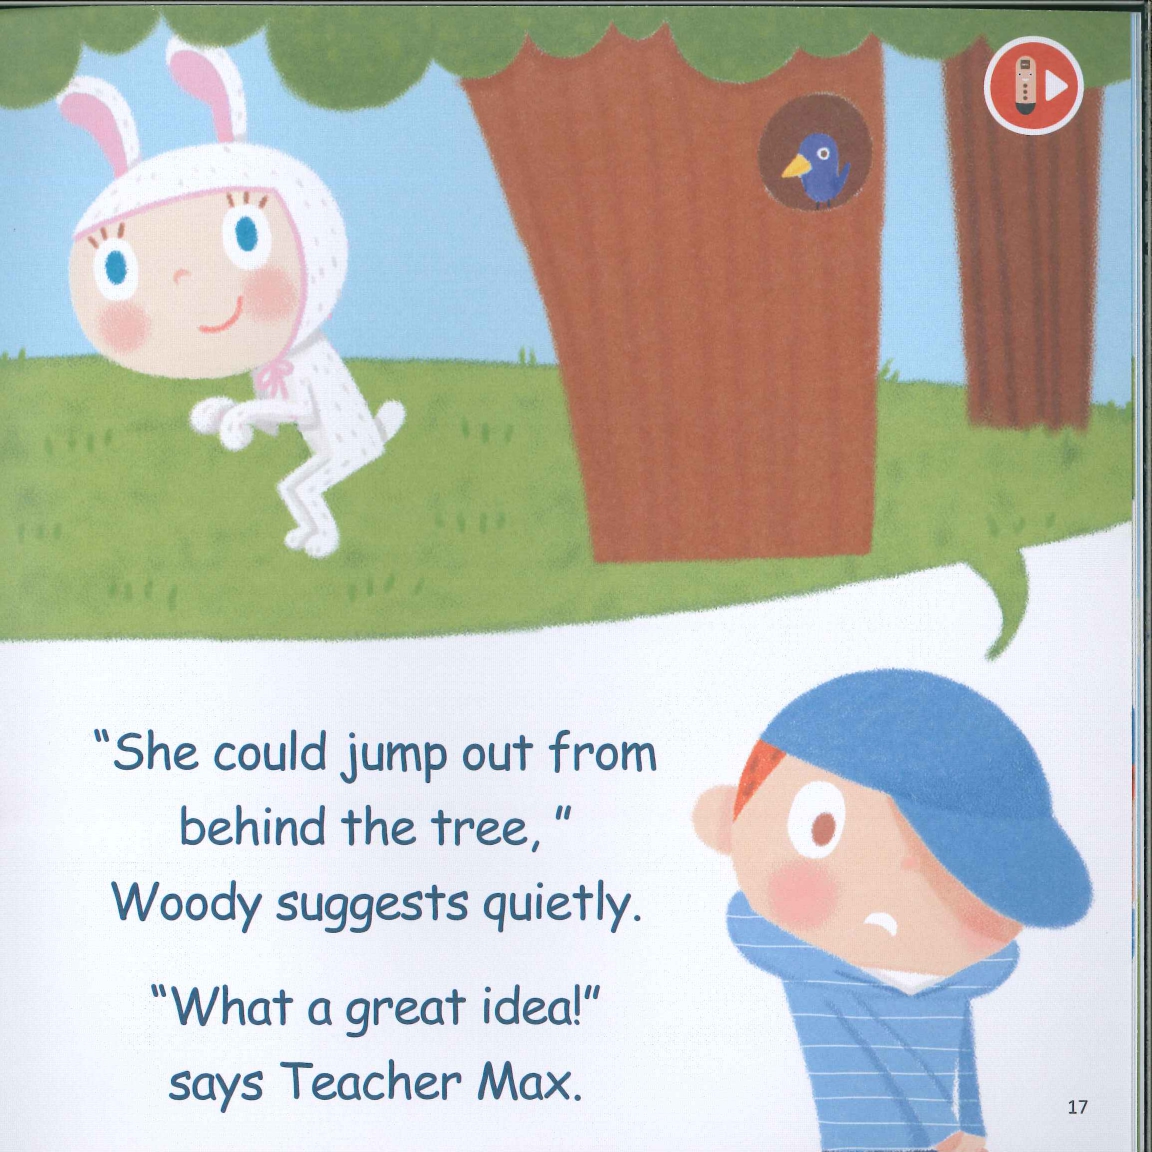 “She could jump out from
behind the tree, ”
Woody suggests quietly.
“What a great idea!”
says Teacher Max.
17